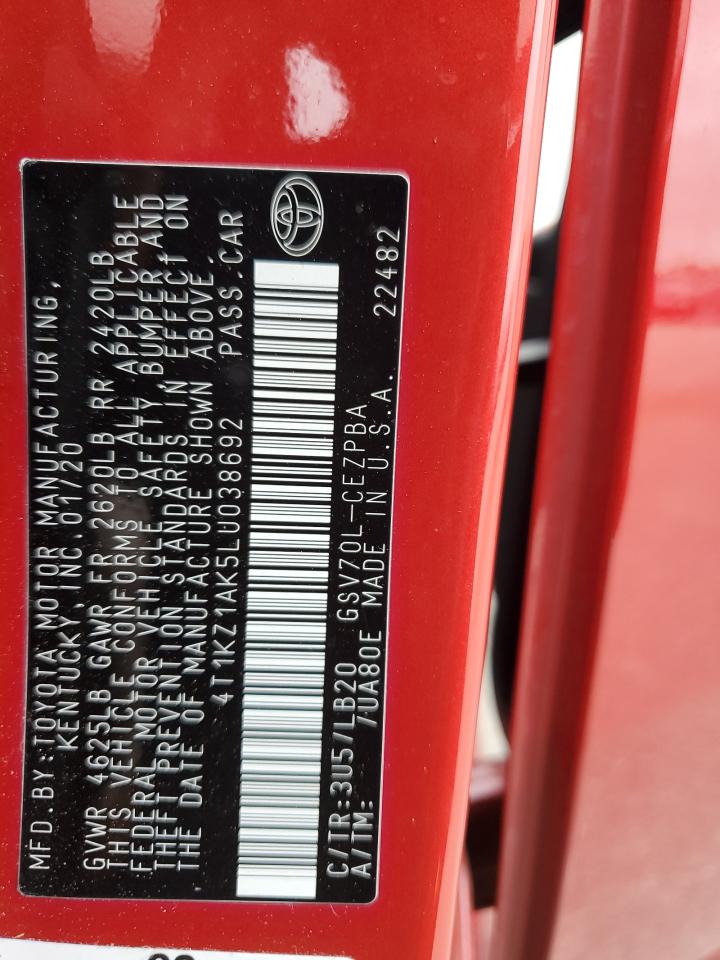 MFD.BY:TOYOTA MOTOR MANUFACTURING,
KENTUCKY, INC. 01/20
GVWR 4625LB GAWR FR 2620LB RR 2420LB
THIS VEHICLE CONFORMS TO ALL APPLICABLE
FEDERAL MOTOR VEHICLE SAFETY, BUMPER, AND
THEFT PREVENTION STANDARDS IN EFFECT ON
THE DATE OF MANUFACTURE SHOWN ABOVE.
4T1KZ1AK5LU038692 PASS.CAR
C/TR:3U5/LB20 GSV70L-CEZPBA
A/TM: /UA80E MADE IN U.S.A. 22482